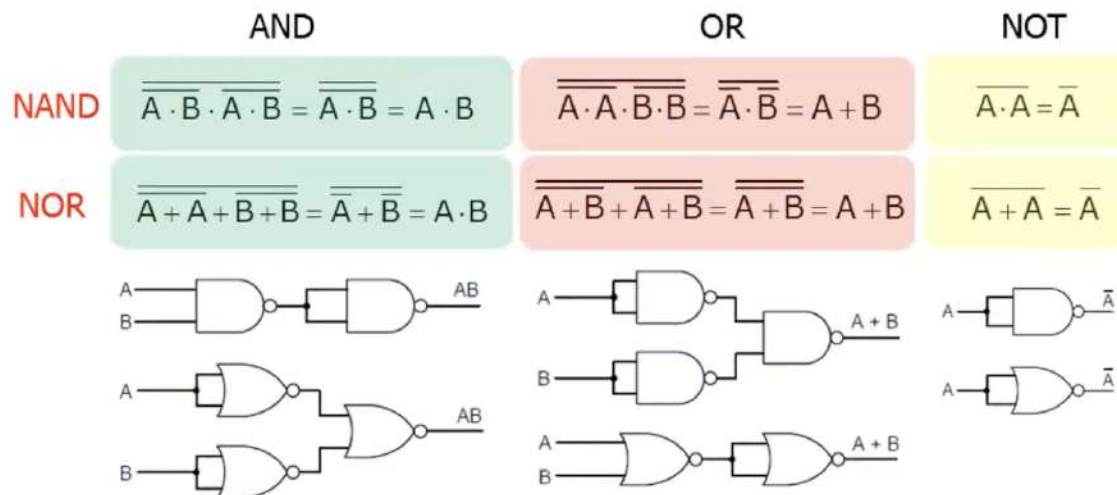 AND OR NOT
NAND A̿·̿B̿·A̿·̿B̿ = A̿·̿B̿ = A·B A̿·̿A̿·B̿·̿B̿ = A̿·B̿ = A+B A̅·̅A̅ = A̅
NOR A̿+̿A̿+B̿+̿B̿ = A̿+B̿ = A·B A̿+̿B̿+A̿+̿B̿ = A̿+̿B̿ = A+B A̅+̅A̅ = A̅
A
B
AB
A
B
AB
A
B
A + B
A
B
A + B
A
A̅
A
A̅